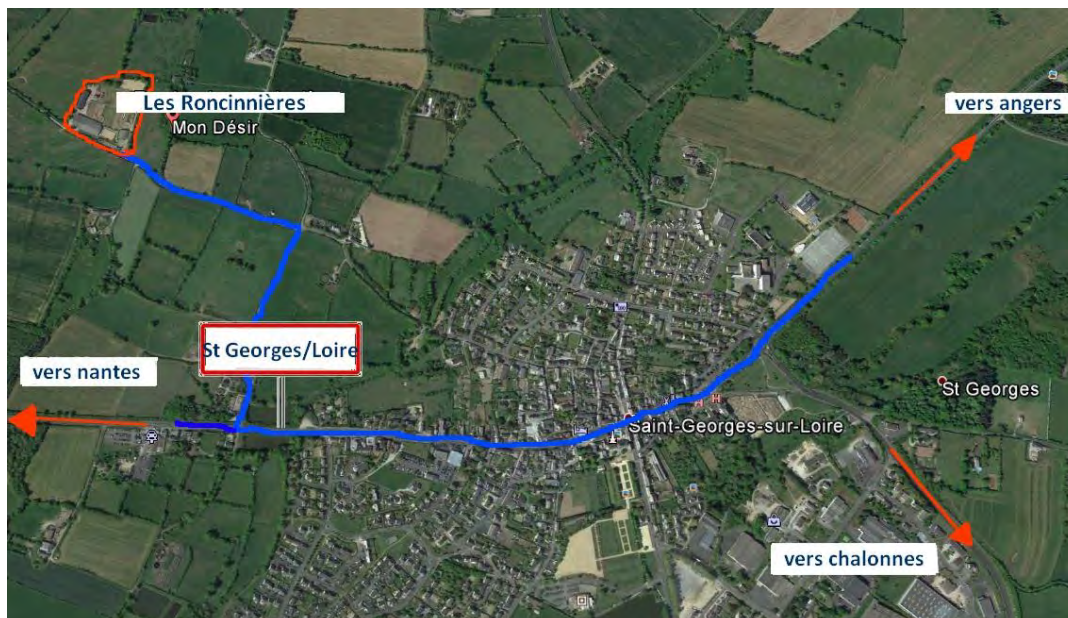 Les Roncinnières
Mon Désir
vers angers
St Georges/Loire
vers nantes
St Georges
H H
Saint-Georges-sur-Loire
vers chalonnes